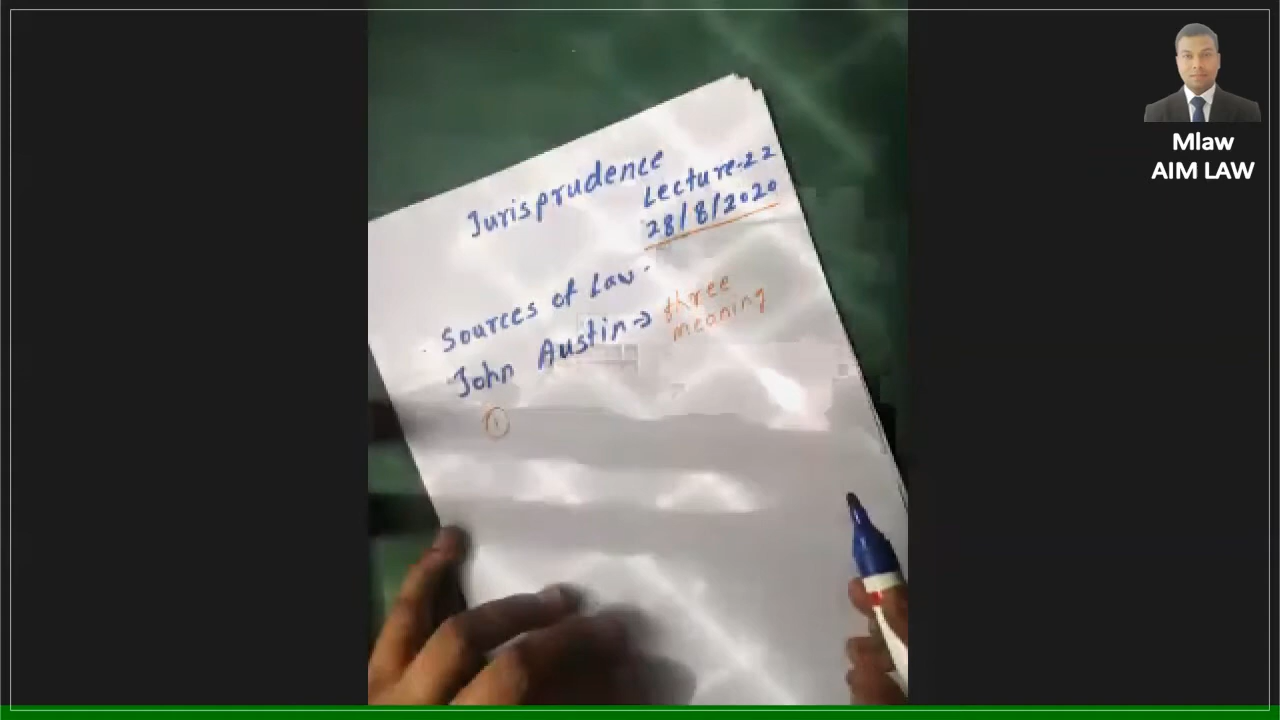 Jurisprudence
Lecture-22
28/8/2020
Sources of Law.
John Austin → three
meaning
①
Mlaw
AIM LAW